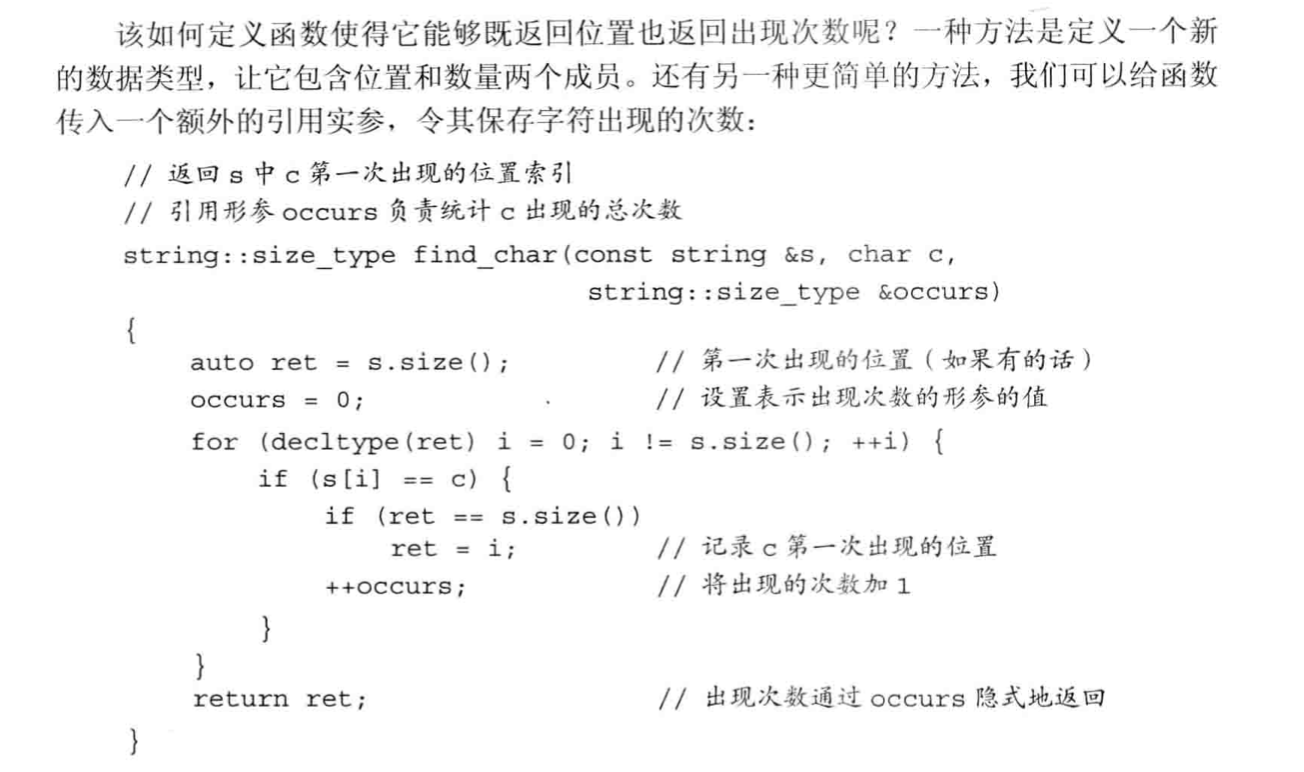 该如何定义函数使得它能够既返回位置也返回出现次数呢？一种方法是定义一个新
的数据类型，让它包含位置和数量两个成员。还有另一种更简单的方法，我们可以给函数
传入一个额外的引用实参，令其保存字符出现的次数：
// 返回 s 中 c 第一次出现的位置索引
// 引用形参 occurs 负责统计 c 出现的总次数
string::size_type find_char(const string &s, char c,
string::size_type &occurs)
{
auto ret = s.size(); // 第一次出现的位置（如果有的话）
occurs = 0; // 设置表示出现次数的形参的值
for (decltype(ret) i = 0; i != s.size(); ++i) {
if (s[i] == c) {
if (ret == s.size())
ret = i; // 记录 c 第一次出现的位置
++occurs; // 将出现的次数加 1
}
}
return ret; // 出现次数通过 occurs 隐式地返回
}